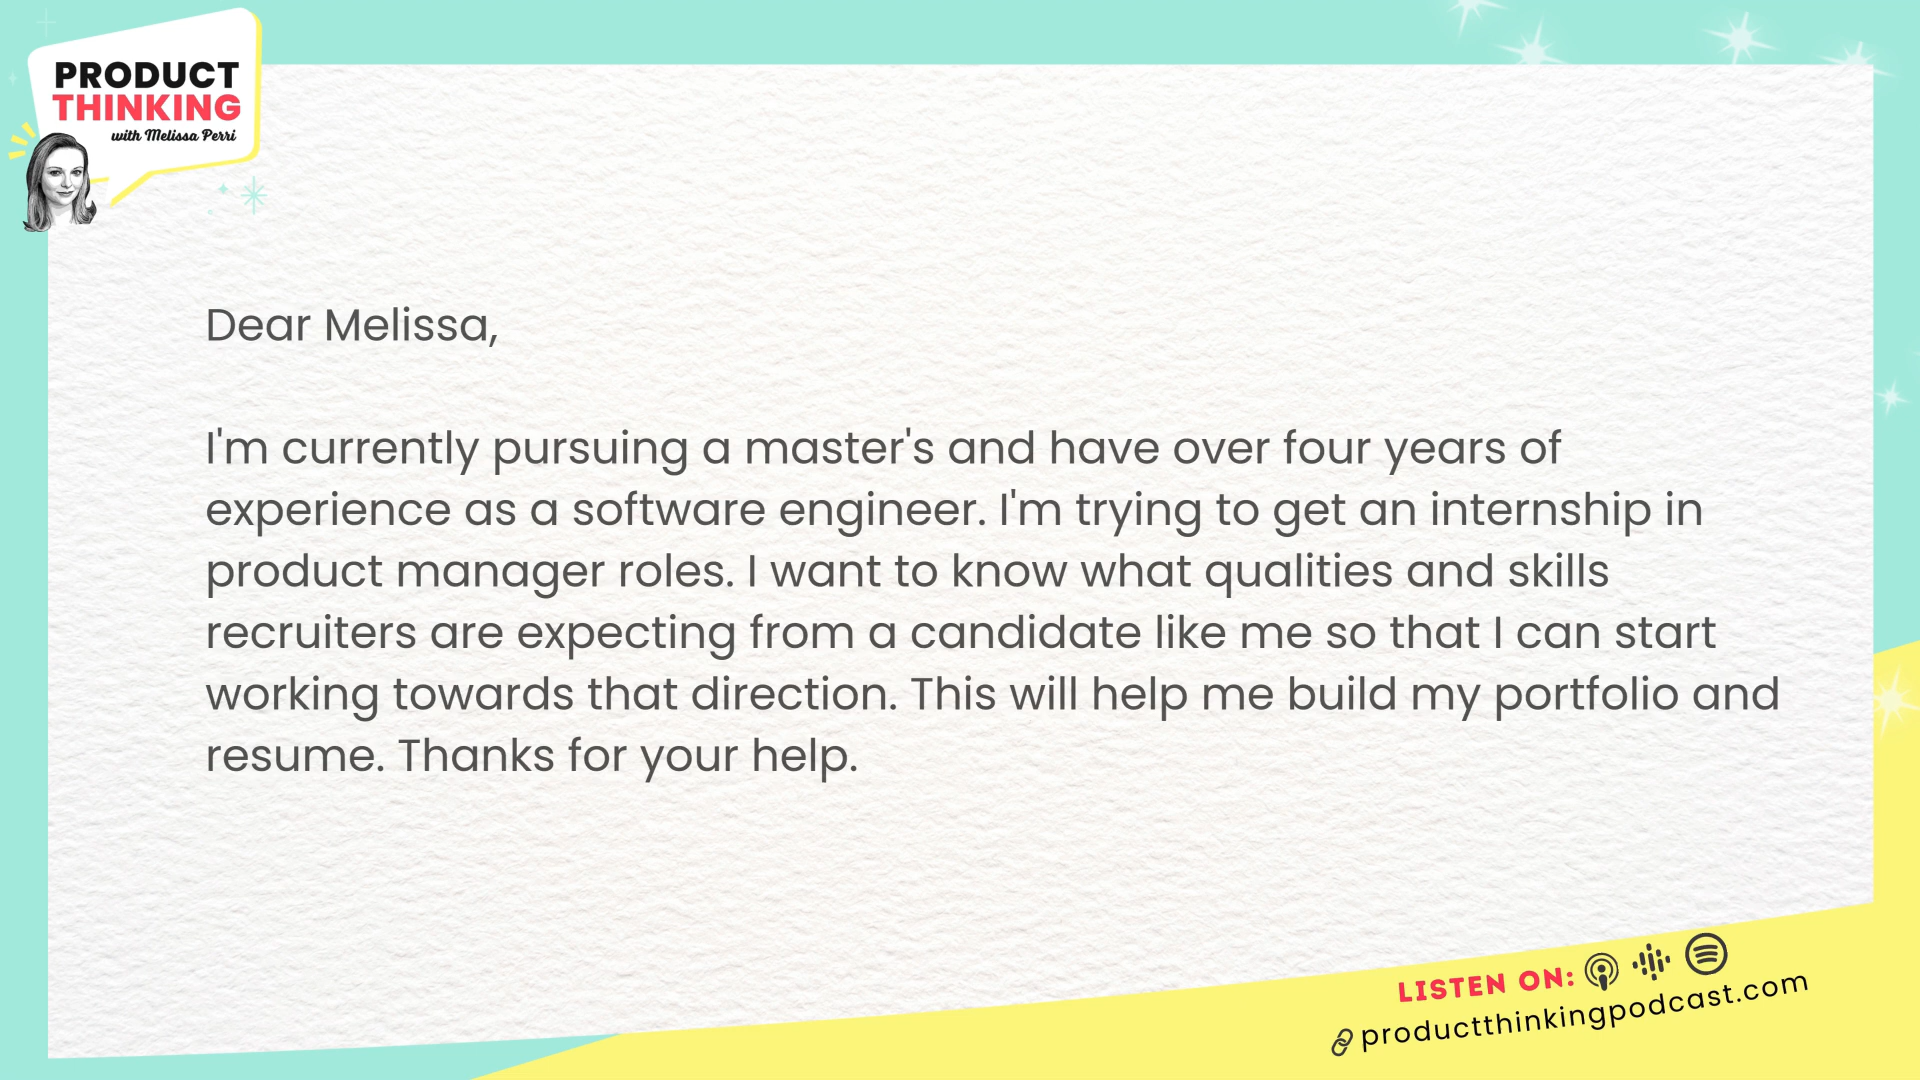 PRODUCT
THINKING
with Melissa Perri
Dear Melissa,
I'm currently pursuing a master's and have over four years of
experience as a software engineer. I'm trying to get an internship in
product manager roles. I want to know what qualities and skills
recruiters are expecting from a candidate like me so that I can start
working towards that direction. This will help me build my portfolio and
resume. Thanks for your help.
LISTEN ON:
productthinkingpodcast.com